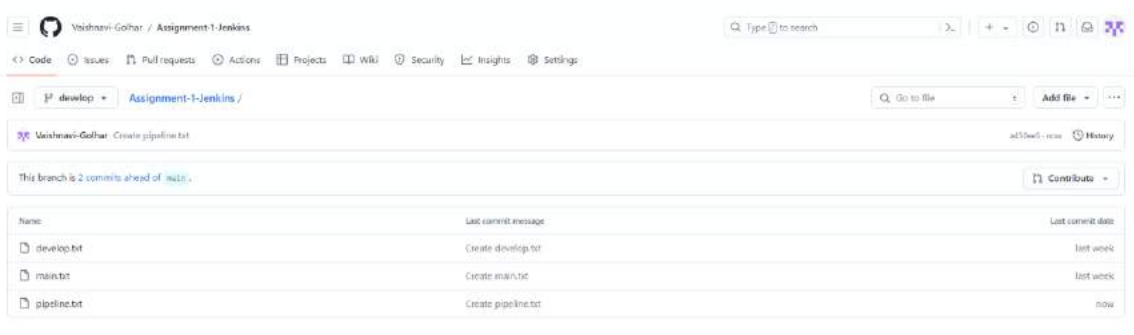 Vaishnavi-Golhar / Assignment-1-Jenkins
Type / to search
Code Issues Pull requests Actions Projects Wiki Security Insights Settings
develop Assignment-1-Jenkins /
Go to file t Add file
Vaishnavi-Golhar Create pipeline.txt
now History
This branch is 2 commits ahead of main .
Contribute
Name Last commit message Last commit date
develop.txt Create develop.txt last week
main.txt Create main.txt last week
pipeline.txt Create pipeline.txt now